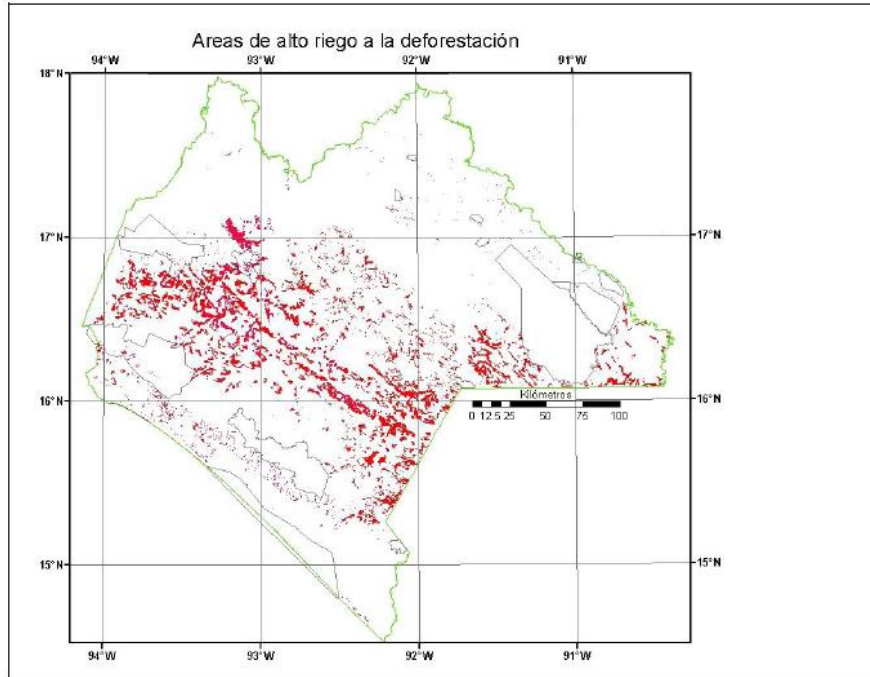 Areas de alto riego a la deforestación
94°W 93°W 92°W 91°W
18°N
17°N 17°N
16°N 16°N
Kilómetros
0 12.5 25 50 75 100
15°N 15°N
94°W 93°W 92°W 91°W